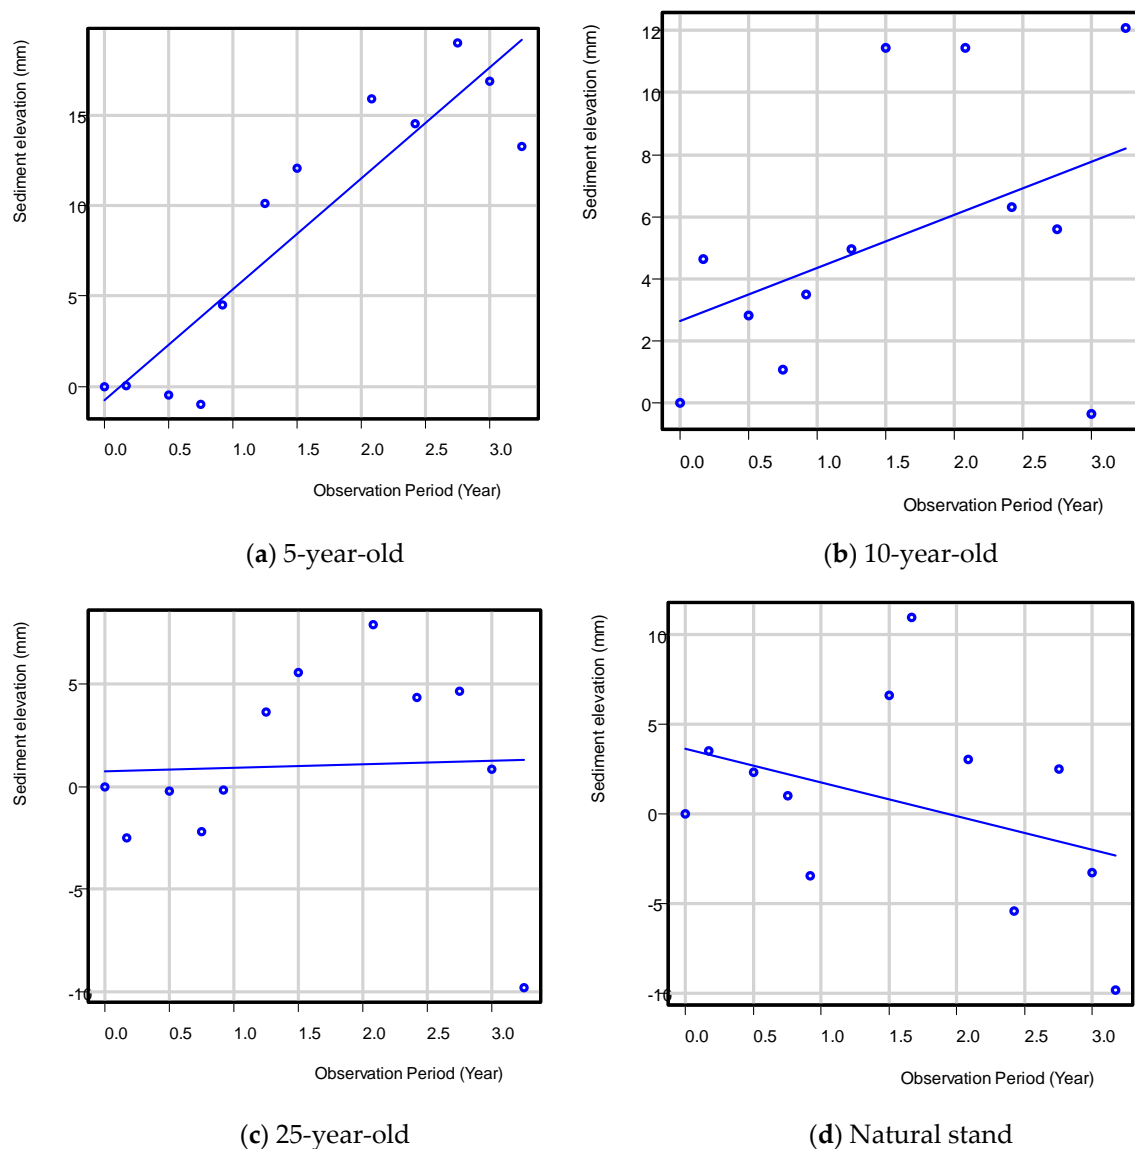 Sediment elevation (mm)
15
10
5
0
0.0 0.5 1.0 1.5 2.0 2.5 3.0
Observation Period (Year)
(a) 5-year-old
Sediment elevation (mm)
12
10
8
6
4
2
0
0.0 0.5 1.0 1.5 2.0 2.5 3.0
Observation Period (Year)
(b) 10-year-old
Sediment elevation (mm)
5
0
-5
-10
0.0 0.5 1.0 1.5 2.0 2.5 3.0
Observation Period (Year)
(c) 25-year-old
Sediment elevation (mm)
10
5
0
-5
-10
0.0 0.5 1.0 1.5 2.0 2.5 3.0
Observation Period (Year)
(d) Natural stand